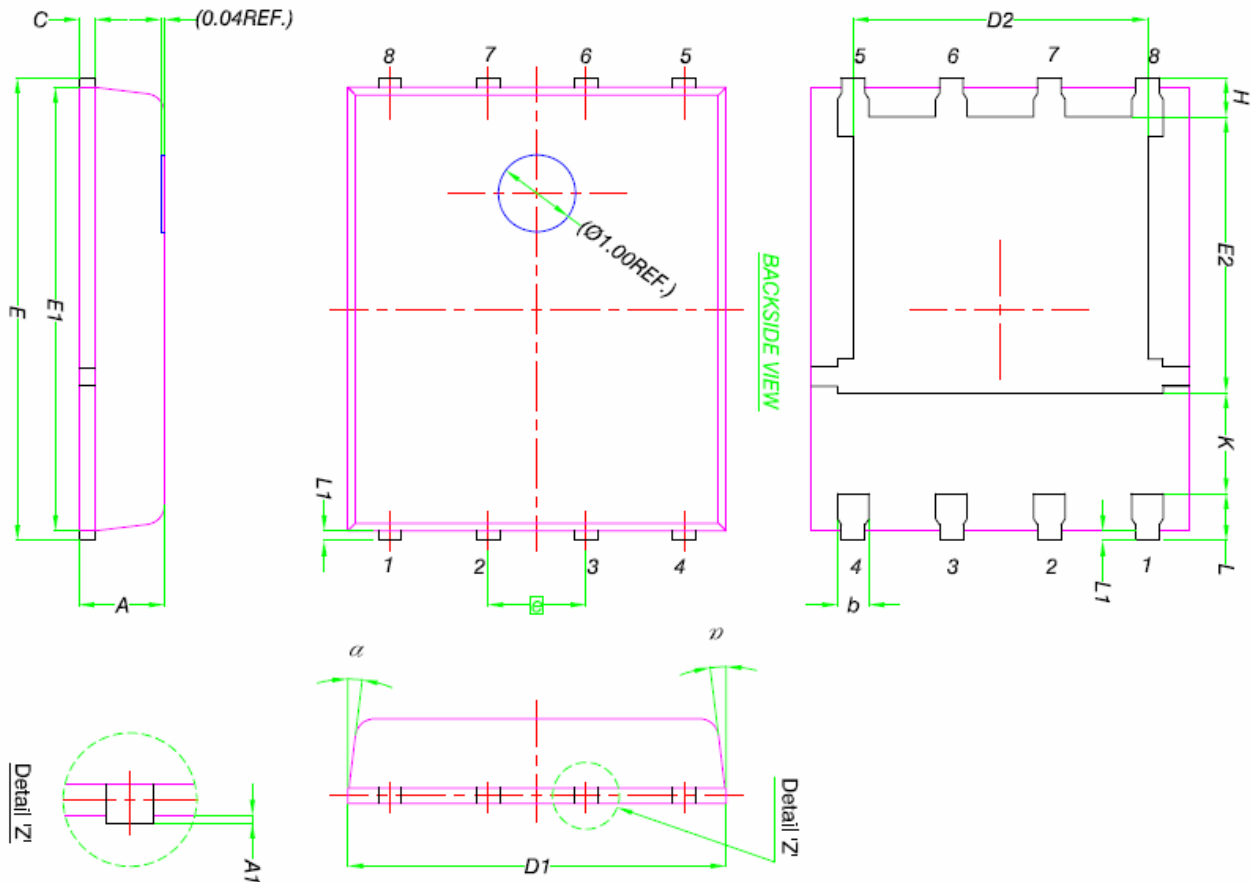 C
(0.04REF.)
E
E1
A
8 7 6 5
(Ø1.00REF.)
L1
1 2 3 4
e
BACKSIDE VIEW
D2
5 6 7 8
H
E2
K
L
L1
4 3 2 1
b
α
α
D1
Detail 'Z'
Detail 'Z'
A1